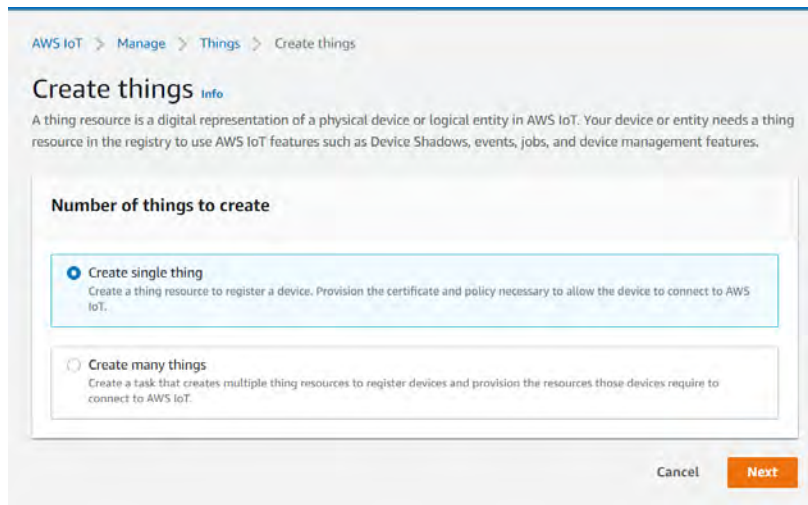 AWS IoT > Manage > Things > Create things
Create things Info
A thing resource is a digital representation of a physical device or logical entity in AWS IoT. Your device or entity needs a thing
resource in the registry to use AWS IoT features such as Device Shadows, events, jobs, and device management features.
Number of things to create
Create single thing
Create a thing resource to register a device. Provision the certificate and policy necessary to allow the device to connect to AWS
IoT.
Create many things
Create a task that creates multiple thing resources to register devices and provision the resources those devices require to
connect to AWS IoT.
Cancel Next